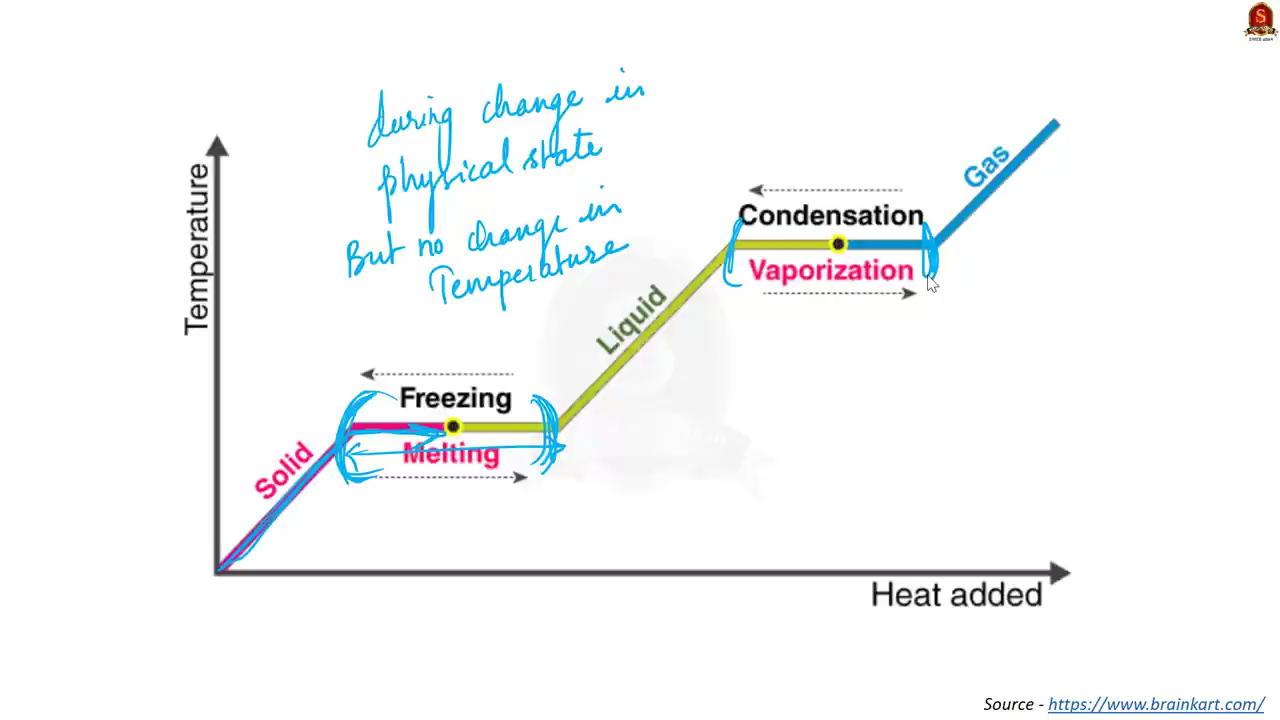 during change in
physical state
But no change in
Temperature
Temperature
Gas
Condensation
Vaporization
Liquid
Freezing
Melting
Solid
Heat added
Source - https://www.brainkart.com/